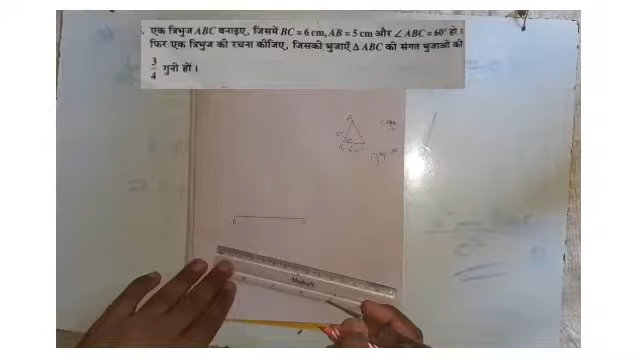 एक त्रिभुज ABC बनाइए, जिसमें BC = 6 cm, AB = 5 cm और ∠ ABC = 60° हो।
फिर एक त्रिभुज की रचना कीजिए, जिसकी भुजाएँ Δ ABC की संगत भुजाओं की
3/4 गुनी हों।